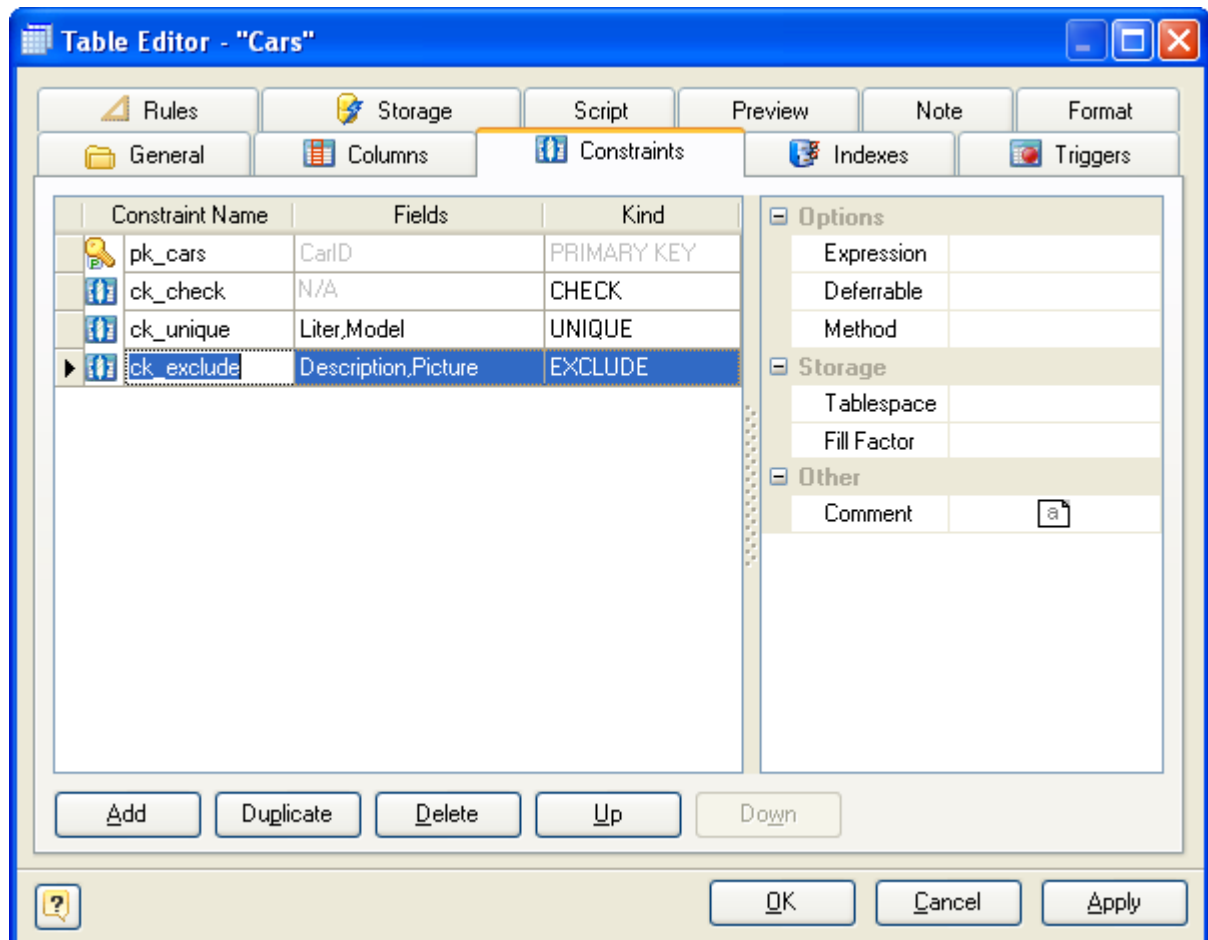 Table Editor - "Cars"
Rules Storage Script Preview Note Format
General Columns Constraints Indexes Triggers
Constraint Name Fields Kind
pk_cars CarID PRIMARY KEY
ck_check N/A CHECK
ck_unique Liter,Model UNIQUE
ck_exclude Description,Picture EXCLUDE
Options
Expression
Deferrable
Method
Storage
Tablespace
Fill Factor
Other
Comment a
Add Duplicate Delete Up Down
? OK Cancel Apply